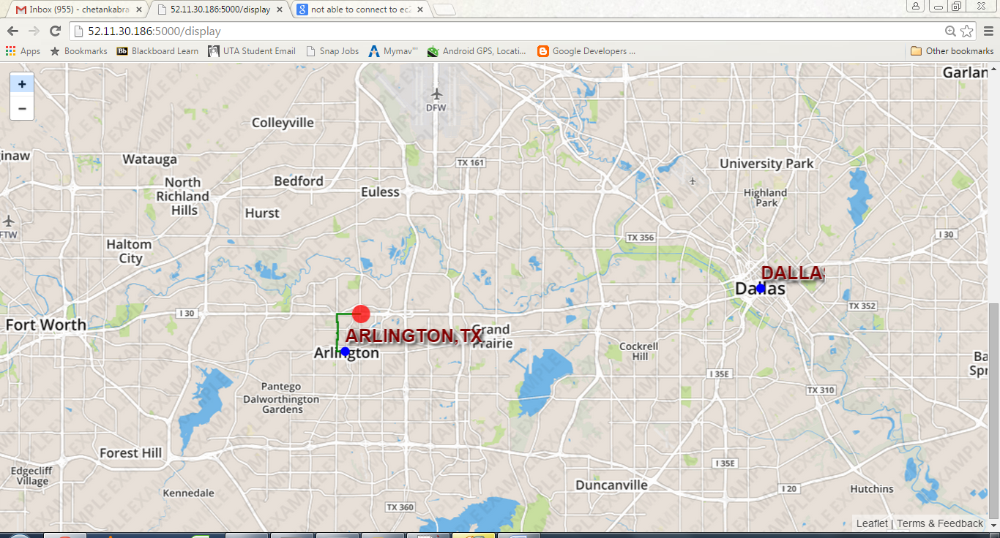 Inbox (955) - chetankabra
52.11.30.186:5000/display
not able to connect to ec2
52.11.30.186:5000/display
Apps
Bookmarks
Bb
Blackboard Learn
UTA Student Email
Snap Jobs
Mymav'"
Android GPS, Locati...
Google Developers ...
Other bookmarks
+
−
Garlan
DFW
Colleyville
ginaw
Watauga
TX 161
University Park
North
Richland
Hills
Bedford
Euless
Highland
Park
Hurst
FTW
Haltom
City
TX 356
I 30
DALLAS
Dallas
TX 352
I 30
Fort Worth
ARLINGTON,TX
Grand
Prairie
Arlington
Cockrell
Hill
Ba
Spr
I 35E
Pantego
Dalworthington
Gardens
TX 310
Forest Hill
I 35E
Edgecliff
Village
Kennedale
Duncanville
I 20
Hutchins
TX 360
Leaflet | Terms & Feedback
EXAMPLE EXAMPLE